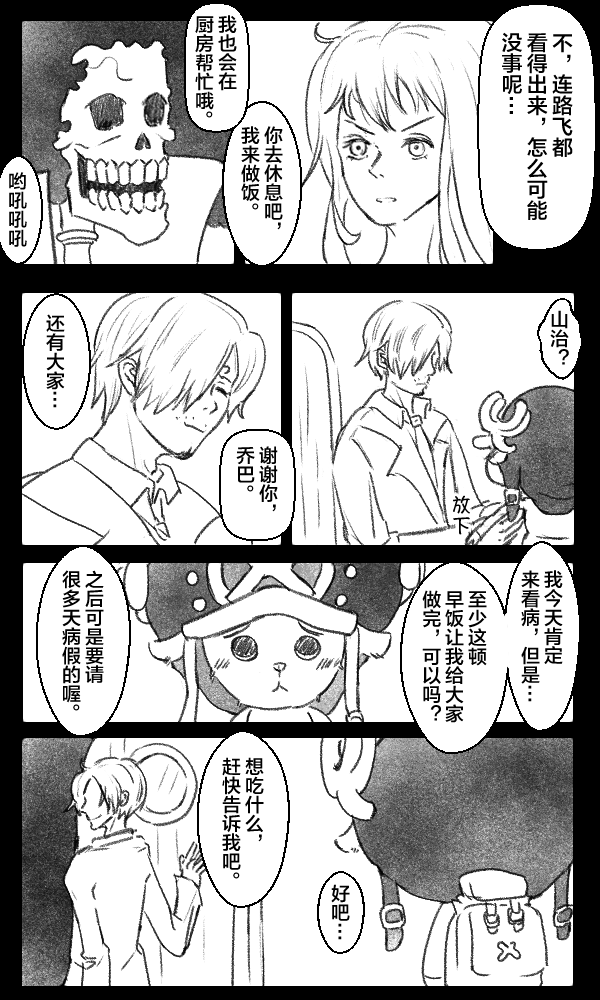 不，连路飞都
看得出来，怎么可能
没事呢…
你去休息吧，
我来做饭。
我也会在
厨房帮忙哦。
哟吼吼吼
山治？
放下
谢谢你，
乔巴。
还有大家…
我今天肯定
来看病，但是…
至少这顿
早饭让我给大家
做完，可以吗？
之后可是要请
很多天病假的喔。
好吧…
想吃什么，
赶快告诉我吧。